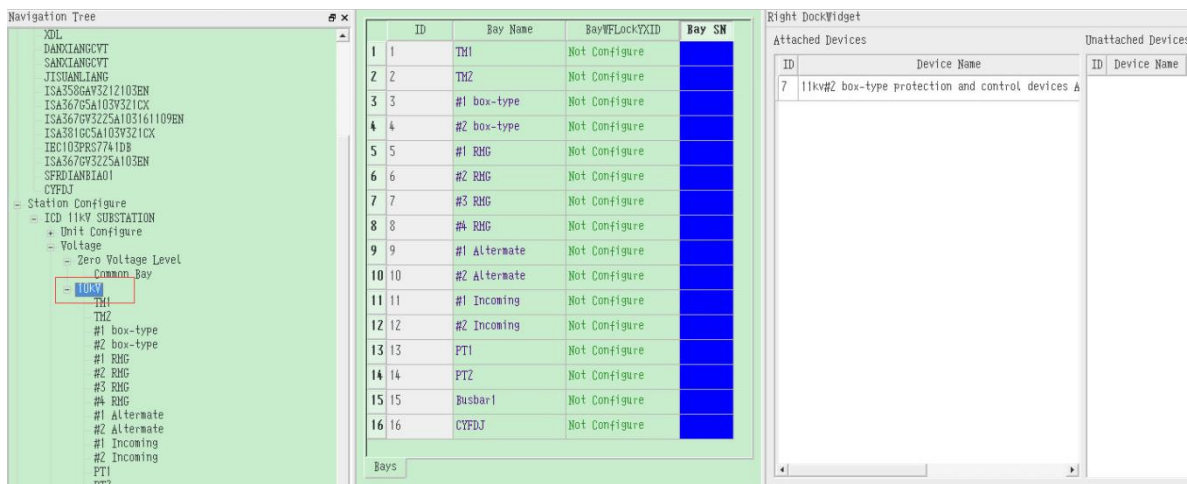 Navigation Tree
XDL
DANXIANGCVT
SANXIANGCVT
JISUANLIANG
ISA358GAV3212103EN
ISA367G5A103V321CX
ISA367GV3225A103161109EN
ISA381GC5A103V321CX
IEC103PRS7741DB
ISA367GV3225A103EN
SFRDIANBIAO1
CYFDJ
Station Configure
ICD 11kV SUBSTATION
Unit Configure
Voltage
Zero Voltage Level
Common Bay
10kV
TM1
TM2
#1 box-type
#2 box-type
#1 RMG
#2 RMG
#3 RMG
#4 RMG
#1 Altermate
#2 Altermate
#1 Incoming
#2 Incoming
PT1
PT2
ID Bay Name BayWFLockYXID Bay SN
1 1 TM1 Not Configure
2 2 TM2 Not Configure
3 3 #1 box-type Not Configure
4 4 #2 box-type Not Configure
5 5 #1 RMG Not Configure
6 6 #2 RMG Not Configure
7 7 #3 RMG Not Configure
8 8 #4 RMG Not Configure
9 9 #1 Altermate Not Configure
10 10 #2 Altermate Not Configure
11 11 #1 Incoming Not Configure
12 12 #2 Incoming Not Configure
13 13 PT1 Not Configure
14 14 PT2 Not Configure
15 15 Busbar1 Not Configure
16 16 CYFDJ Not Configure
Bays
Right DockWidget
Attached Devices
ID Device Name
7 11kv#2 box-type protection and control devices A
Unattached Devices
ID Device Name